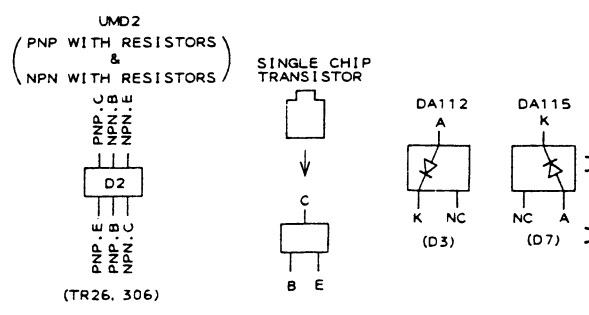 UMD2
(PNP WITH RESISTORS
&
NPN WITH RESISTORS)
PNP.C
NPN.B
NPN.E
D2
PNP.E
PNP.B
NPN.C
(TR26, 306)
SINGLE CHIP
TRANSISTOR
C
B E
DA112
A
K NC
(D3)
DA115
K
NC A
(D7)